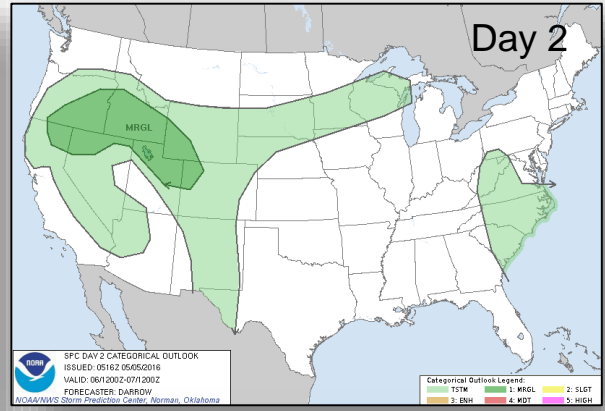 Day 2
MRGL
NOAA
SPC DAY 2 CATEGORICAL OUTLOOK
ISSUED: 0516Z 05/05/2016
VALID: 06/1200Z-07/1200Z
FORECASTER: DARROW
NOAA/NWS Storm Prediction Center, Norman, Oklahoma
Categorical Outlook Legend:
TSTM 1: MRGL 2: SLGT
3: ENH 4: MDT 5: HIGH